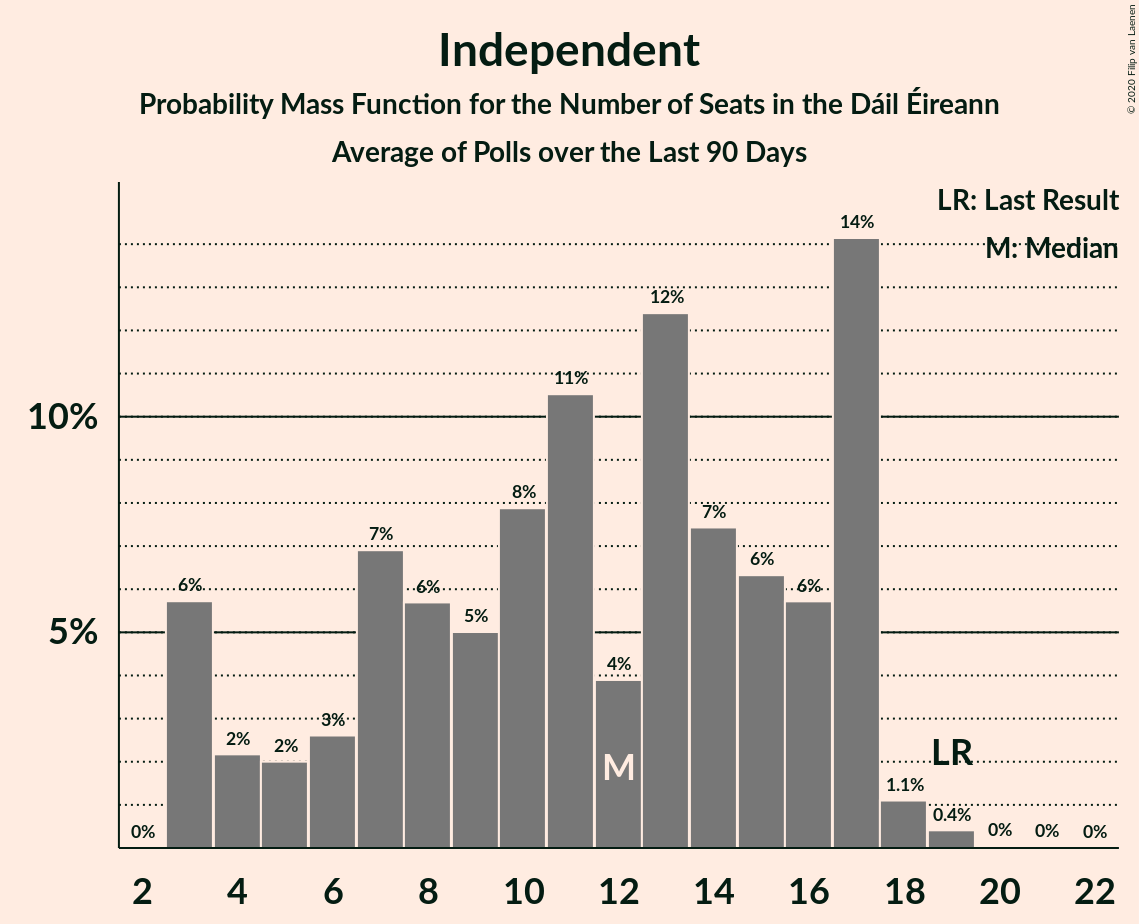 Independent
Probability Mass Function for the Number of Seats in the Dáil Éireann
Average of Polls over the Last 90 Days
© 2020 Filip van Laenen
LR: Last Result
M: Median
10%
5%
0%
6%
2%
2%
3%
7%
6%
5%
8%
11%
4%
12%
7%
6%
6%
14%
1.1%
0.4%
0%
0%
0%
M
LR
2 4 6 8 10 12 14 16 18 20 22